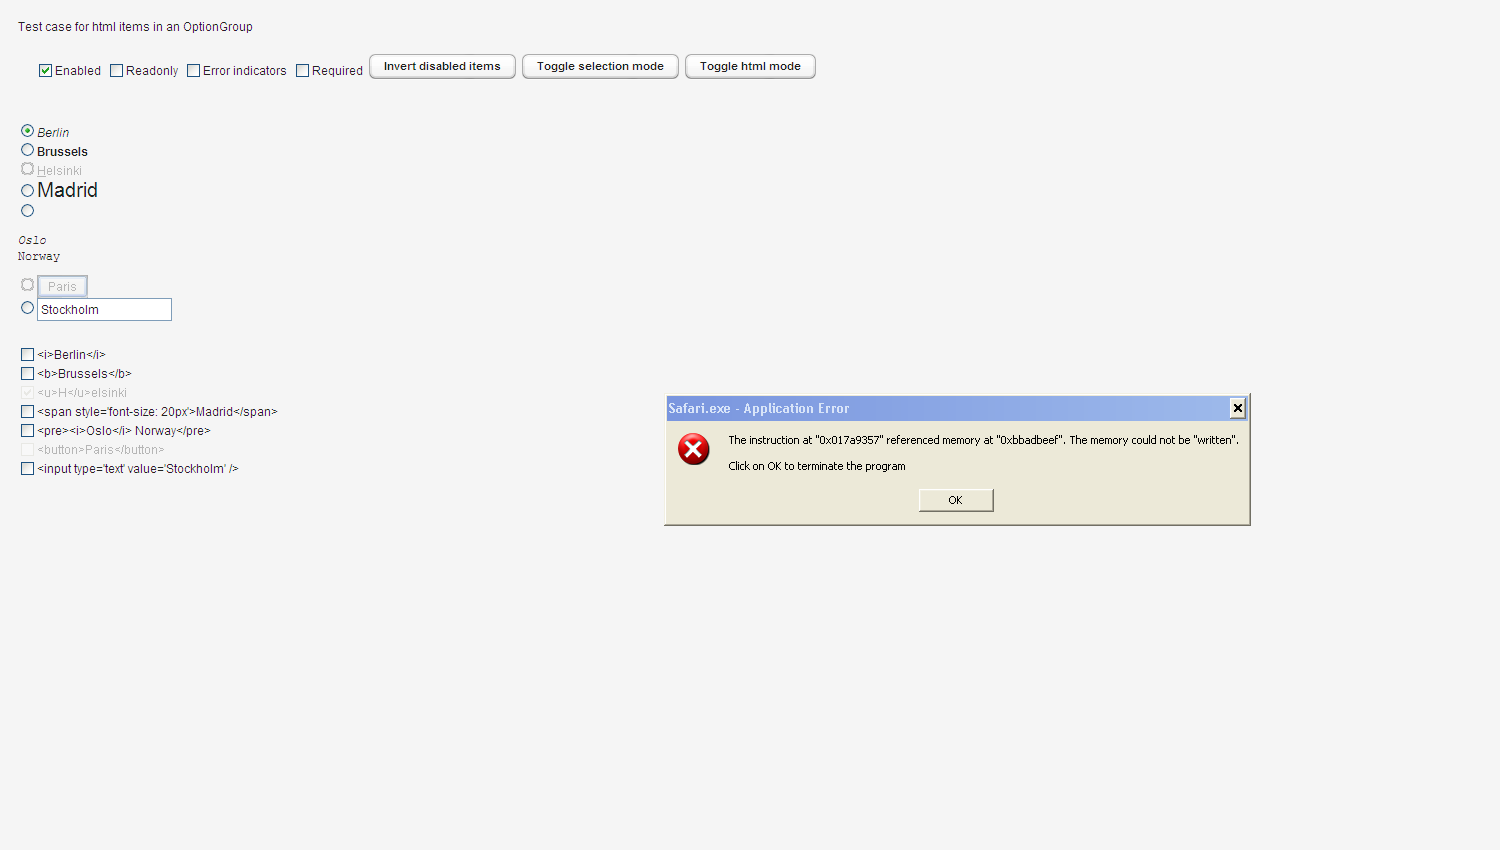 Test case for html items in an OptionGroup
Enabled Readonly Error indicators Required Invert disabled items Toggle selection mode Toggle html mode
Berlin
Brussels
Helsinki
Madrid
Oslo
Norway
Paris
Stockholm
<i>Berlin</i>
<b>Brussels</b>
<u>H</u>elsinki
<span style='font-size: 20px'>Madrid</span>
<pre><i>Oslo</i> Norway</pre>
<button>Paris</button>
<input type='text' value='Stockholm' />
Safari.exe - Application Error
The instruction at "0x017a9357" referenced memory at "0xbbadbeef". The memory could not be "written".
Click on OK to terminate the program
OK